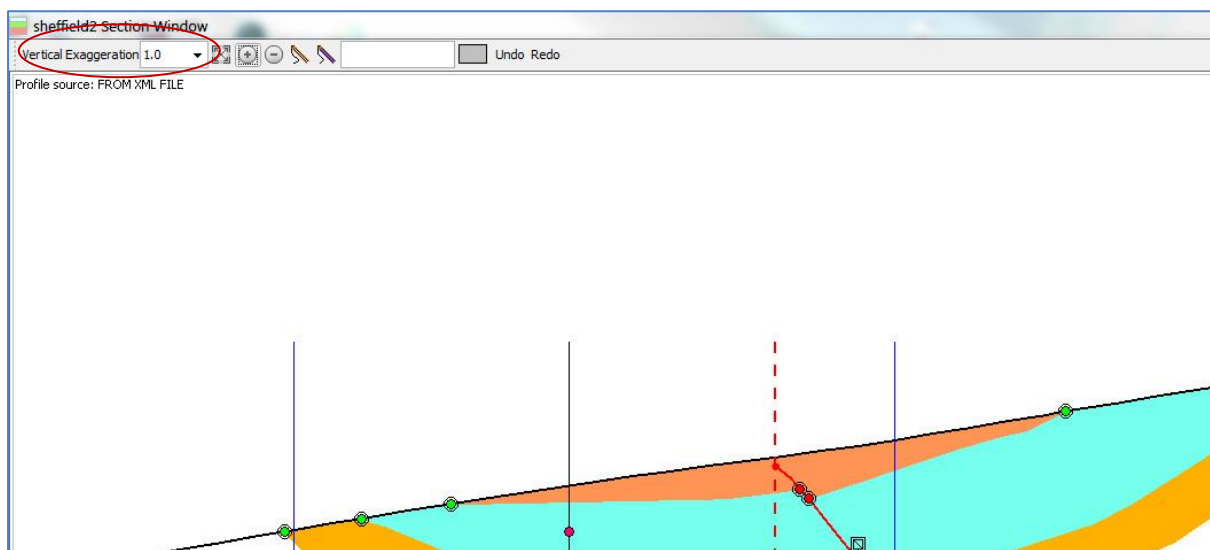 sheffield2 Section Window
Vertical Exaggeration 1.0 Undo Redo
Profile source: FROM XML FILE